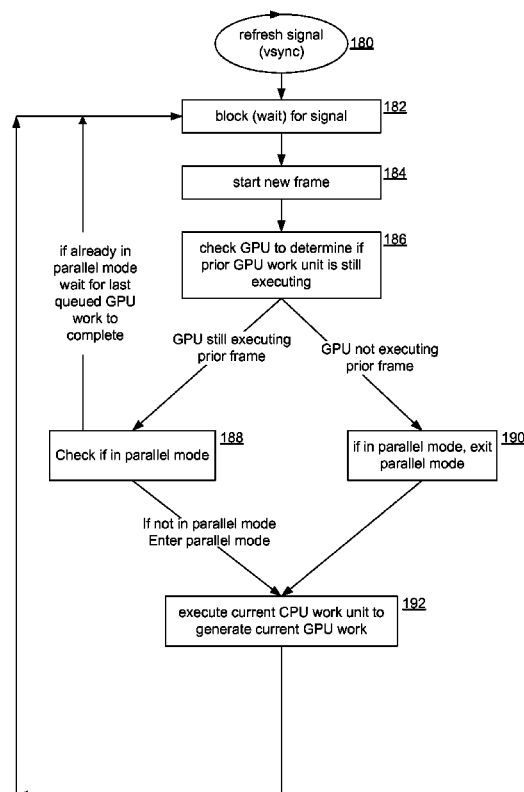 refresh signal
(vsync)
180
block (wait) for signal
182
start new frame
184
check GPU to determine if
prior GPU work unit is still
executing
186
if already in
parallel mode
wait for last
queued GPU
work to
complete
GPU still executing
prior frame
GPU not executing
prior frame
Check if in parallel mode
188
if in parallel mode, exit
parallel mode
190
If not in parallel mode
Enter parallel mode
execute current CPU work unit to
generate current GPU work
192